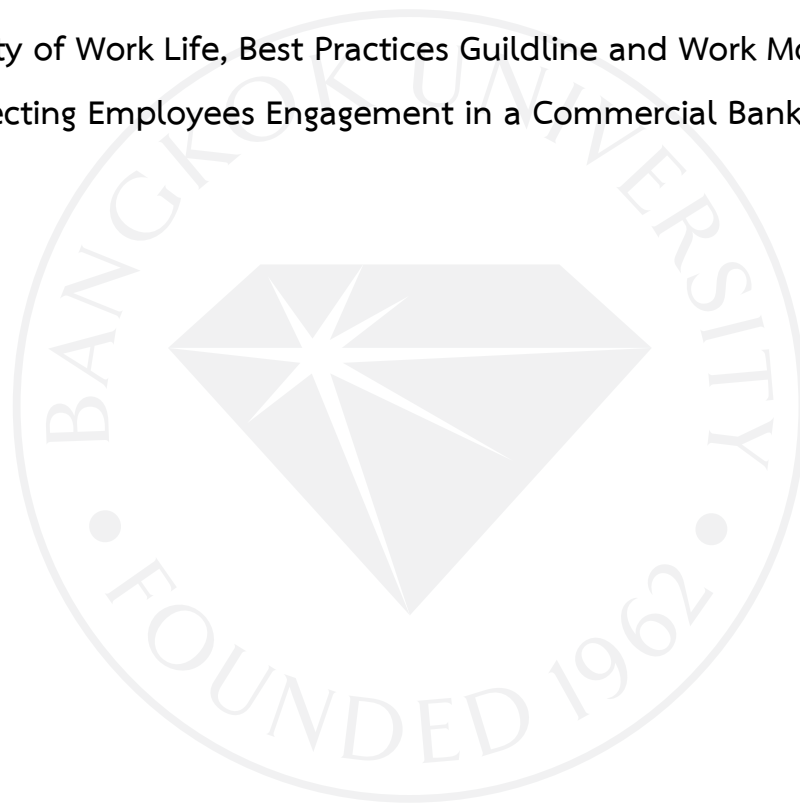 ty of Work Life, Best Practices Guildline and Work Mo
ecting Employees Engagement in a Commercial Bank
BANGKOK UNIVERSITY
• FOUNDED 1962 •